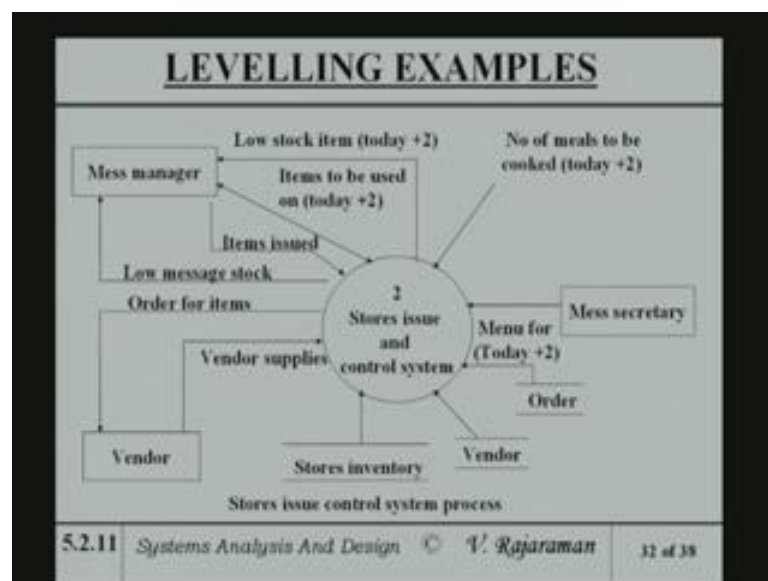 LEVELLING EXAMPLES
Low stock item (today +2)
No of meals to be
cooked (today +2)
Mess manager
Items to be used
on (today +2)
Items issued
Low message stock
Order for items
2
Stores issue
and
control system
Mess secretary
Menu for
(Today +2)
Vendor supplies
Order
Vendor
Stores inventory
Vendor
Stores issue control system process
5.2.11
Systems Analysis And Design © V. Rajaraman
32 of 38